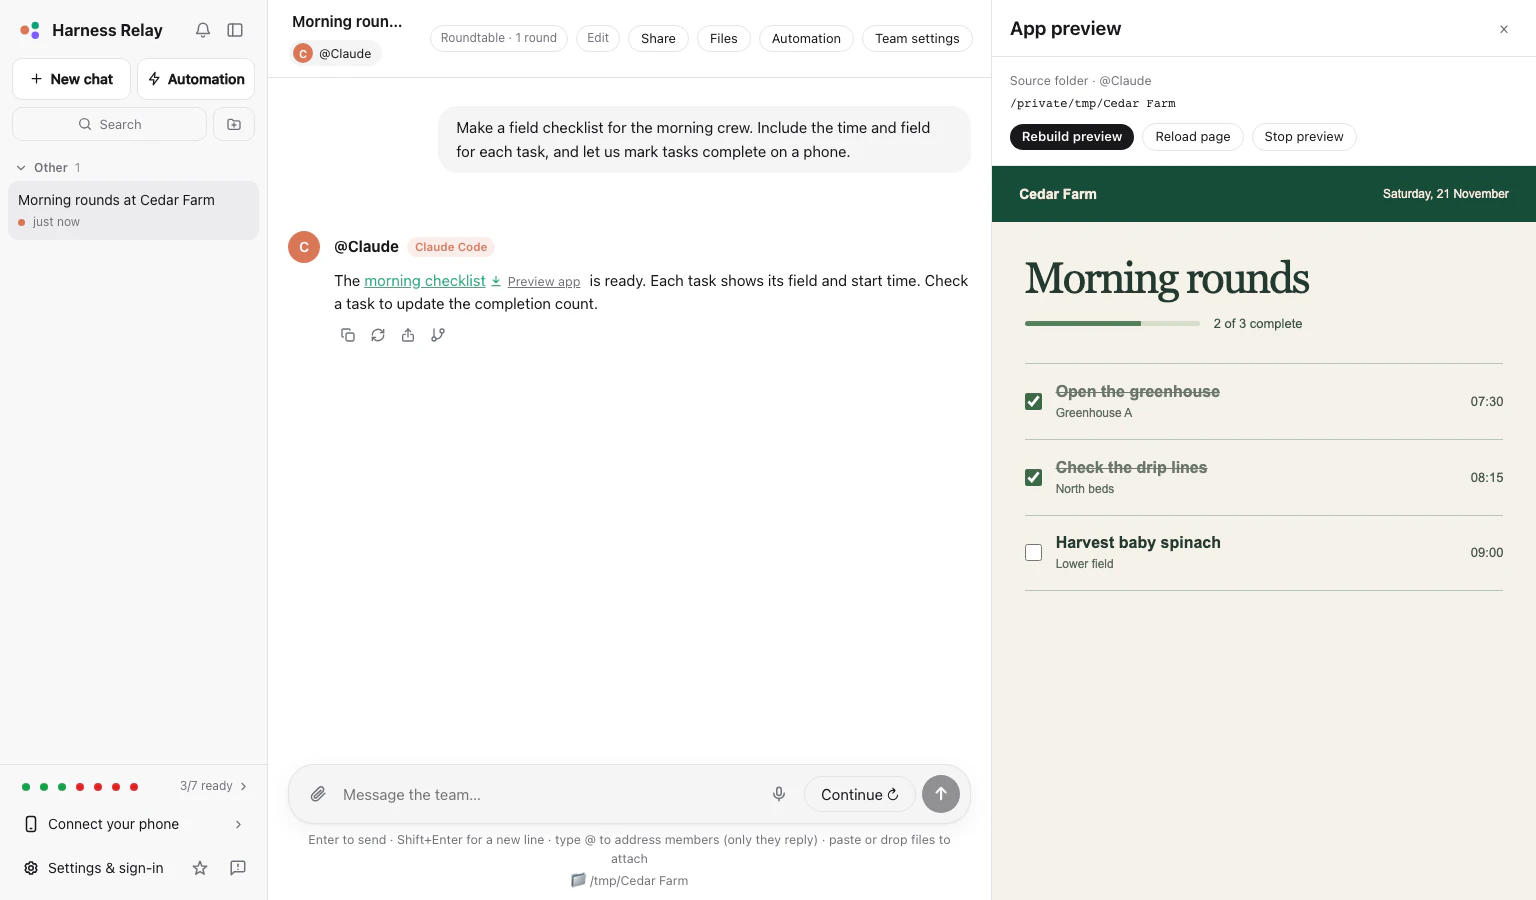 Harness Relay
New chat
Automation
Search
Other 1
Morning rounds at Cedar Farm
just now
3/7 ready
Connect your phone
Settings & sign-in
Morning roun...
C @Claude
Roundtable · 1 round
Edit
Share
Files
Automation
Team settings
Make a field checklist for the morning crew. Include the time and field
for each task, and let us mark tasks complete on a phone.
C
@Claude Claude Code
The morning checklist Preview app is ready. Each task shows its field and start time. Check
a task to update the completion count.
Message the team...
Continue
Enter to send · Shift+Enter for a new line · type @ to address members (only they reply) · paste or drop files to
attach
/tmp/Cedar Farm
App preview
Source folder · @Claude
/private/tmp/Cedar Farm
Rebuild preview
Reload page
Stop preview
Cedar Farm
Saturday, 21 November
Morning rounds
2 of 3 complete
Open the greenhouse
Greenhouse A
07:30
Check the drip lines
North beds
08:15
Harvest baby spinach
Lower field
09:00